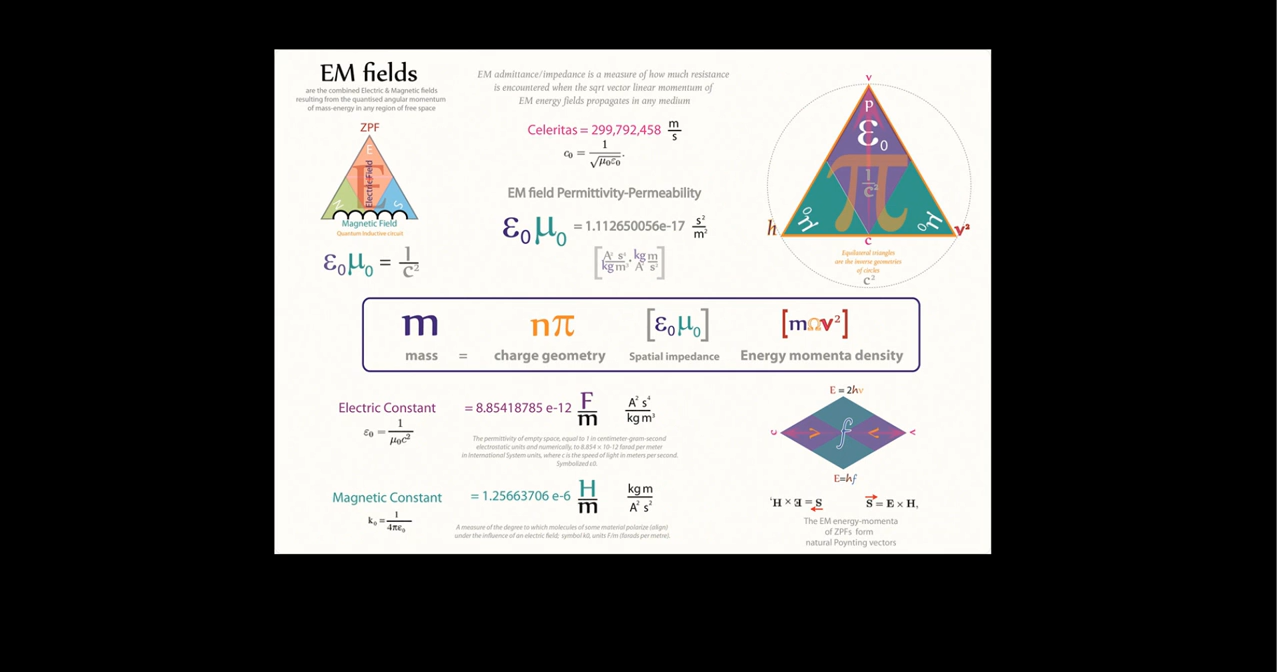 EM fields
are the combined Electric & Magnetic fields
resulting from the quantised angular momentum
of mass-energy in any region of free space
ZPF
E
Electric Field
E
N
S
Magnetic Field
Quantum Inductive circuit
ε₀μ₀ = 1/c²
EM admittance/impedance is a measure of how much resistance
is encountered when the sqrt vector linear momentum of
EM energy fields propagates in any medium
Celeritas = 299,792,458 m/s
c₀ = 1/√μ₀ε₀.
EM field Permittivity-Permeability
ε₀μ₀ = 1.112650056e-17 s²/m²
[A² s⁴/kg m³ · kg m/A² s²]
v
p
ε₀
π
1/c²
μ₀
μ₀
h
v²
c
Equilateral triangles
are the inverse geometries
of circles
c²
m nπ [ε₀μ₀] [mΩv²]
mass = charge geometry Spatial impedance Energy momenta density
Electric Constant = 8.85418785 e-12 F/m A² s⁴/kg m³
ε₀ = 1/μ₀c²
The permittivity of empty space, equal to 1 in centimeter-gram-second
electrostatic units and numerically, to 8.854 × 10-12 farad per meter
in International System units, where c is the speed of light in meters per second.
Symbolized ε0.
Magnetic Constant = 1.25663706 e-6 H/m kg m/A² s²
k₀ = 1/4πε₀
A measure of the degree to which molecules of some material polarize (align)
under the influence of an electric field; symbol k0, units F/m (farads per metre).
E = 2hv
c v f v v
E=hf
S = E × H,
S = E × H,
The EM energy-momenta
of ZPFs form
natural Poynting vectors